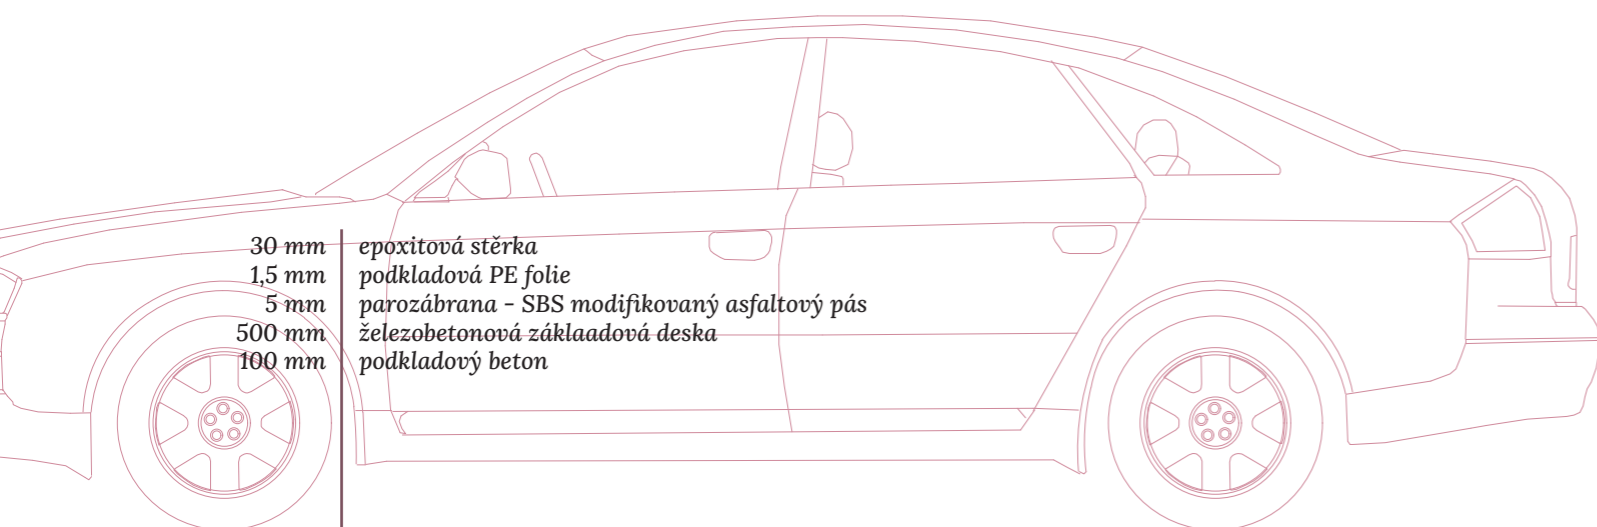 30 mm epoxitová stěrka
1,5 mm podkladová PE folie
5 mm parozábrana - SBS modifikovaný asfaltový pás
500 mm železobetonová záklaadová deska
100 mm podkladový beton